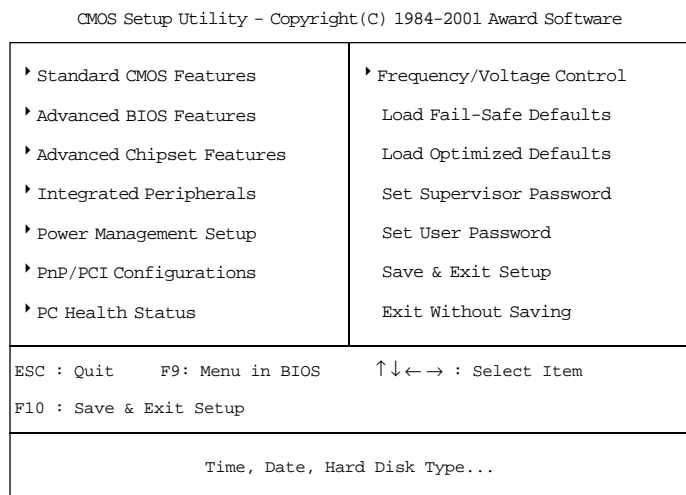 CMOS Setup Utility - Copyright(C) 1984-2001 Award Software
Standard CMOS Features
Advanced BIOS Features
Advanced Chipset Features
Integrated Peripherals
Power Management Setup
PnP/PCI Configurations
PC Health Status
Frequency/Voltage Control
Load Fail-Safe Defaults
Load Optimized Defaults
Set Supervisor Password
Set User Password
Save & Exit Setup
Exit Without Saving
ESC : Quit F9: Menu in BIOS ↑↓←→ : Select Item
F10 : Save & Exit Setup
Time, Date, Hard Disk Type...